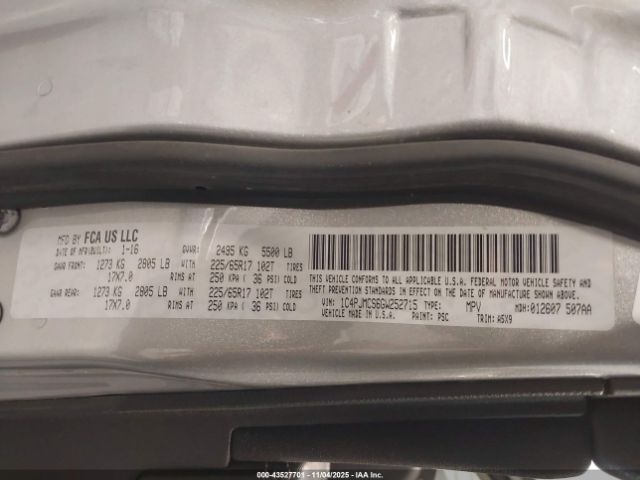 MFD BY FCA US LLC
DATE OF MFR(BUILT): 1-16 GVWR: 2495 KG 5500 LB
GAWR FRONT: 1273 KG 2805 LB WITH 225/65R17 102T TIRES
17X7.0 RIMS AT 250 KPA ( 36 PSI) COLD
GAWR REAR: 1273 KG 2805 LB WITH 225/65R17 102T TIRES
17X7.0 RIMS AT 250 KPA ( 36 PSI) COLD
THIS VEHICLE CONFORMS TO ALL APPLICABLE U.S.A. FEDERAL MOTOR VEHICLE SAFETY AND
THEFT PREVENTION STANDARDS IN EFFECT ON THE DATE OF MANUFACTURE SHOWN ABOVE.
VIN: 1C4PJMCS6GW252715 TYPE: MPV MDH: 012607 507AA
VEHICLE MADE IN U.S.A. PAINT: PSC TRIM: A5X9
000-43527701 - 11/04/2025 - IAAI.com